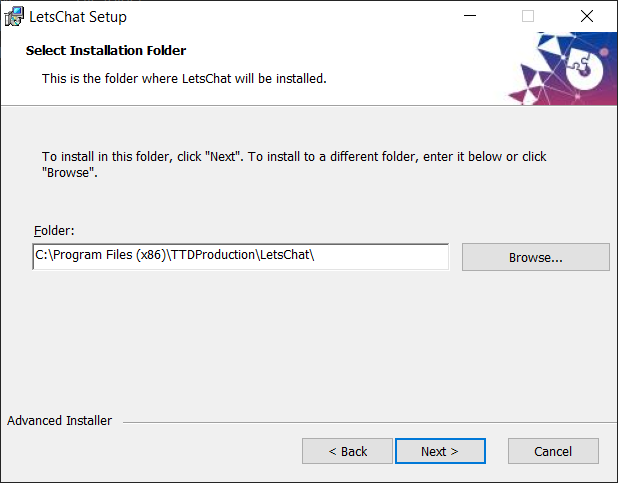 LetsChat Setup
Select Installation Folder
This is the folder where LetsChat will be installed.
To install in this folder, click "Next". To install to a different folder, enter it below or click
"Browse".
Folder:
C:\Program Files (x86)\TTDProduction\LetsChat\
Browse...
Advanced Installer
< Back
Next >
Cancel